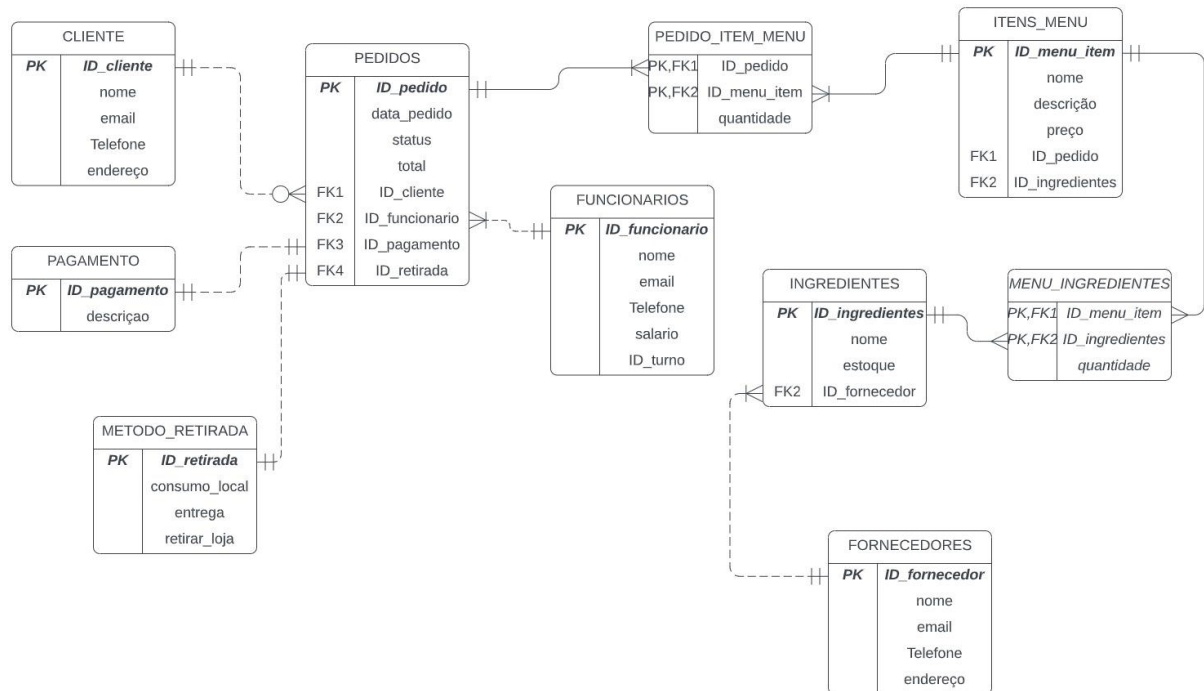 CLIENTE
PK ID_cliente
nome
email
Telefone
endereço
PEDIDOS
PK ID_pedido
data_pedido
status
total
FK1 ID_cliente
FK2 ID_funcionario
FK3 ID_pagamento
FK4 ID_retirada
PEDIDO_ITEM_MENU
PK,FK1 ID_pedido
PK,FK2 ID_menu_item
quantidade
ITENS_MENU
PK ID_menu_item
nome
descrição
preço
FK1 ID_pedido
FK2 ID_ingredientes
PAGAMENTO
PK ID_pagamento
descriçao
FUNCIONARIOS
PK ID_funcionario
nome
email
Telefone
salario
ID_turno
INGREDIENTES
PK ID_ingredientes
nome
estoque
FK2 ID_fornecedor
MENU_INGREDIENTES
PK,FK1 ID_menu_item
PK,FK2 ID_ingredientes
quantidade
METODO_RETIRADA
PK ID_retirada
consumo_local
entrega
retirar_loja
FORNECEDORES
PK ID_fornecedor
nome
email
Telefone
endereço